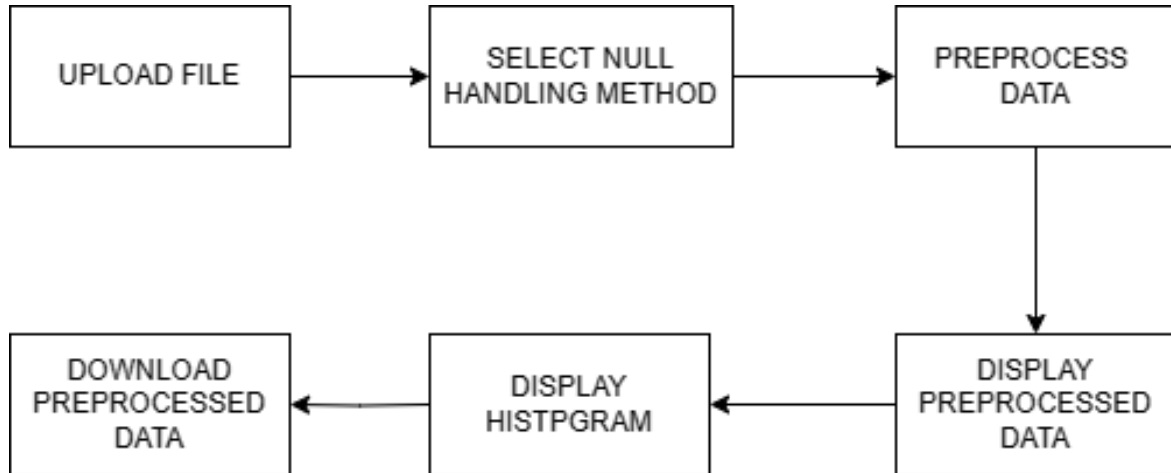 UPLOAD FILE
SELECT NULL
HANDLING METHOD
PREPROCESS
DATA
DOWNLOAD
PREPROCESSED
DATA
DISPLAY
HISTPGRAM
DISPLAY
PREPROCESSED
DATA